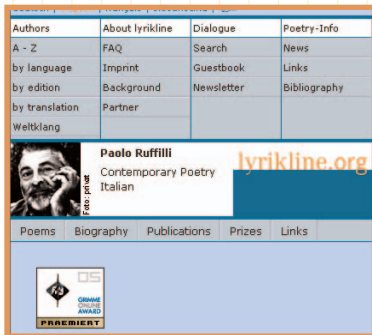 Authors About lyrikline Dialogue Poetry-Info
A - Z FAQ Search News
by language Imprint Guestbook Links
by edition Background Newsletter Bibliography
by translation Partner
Weltklang
Paolo Ruffilli
Contemporary Poetry
Italian
lyrikline.org
Foto: privat
Poems Biography Publications Prizes Links
05
GRIMME
ONLINE
AWARD
PRAEMIERT